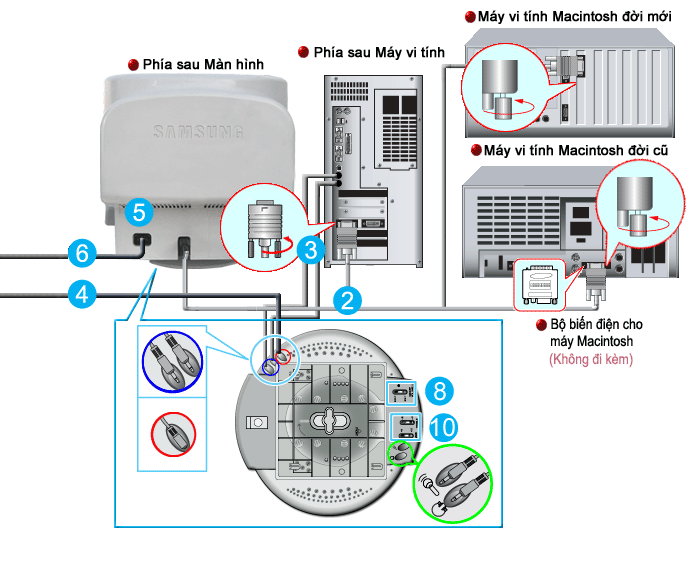 Máy vi tính Macintosh đời mới
Phía sau Máy vi tính
Phía sau Màn hình
SAMSUNG
Máy vi tính Macintosh đời cũ
5
3
6
4
2
Bộ biến điện cho
máy Macintosh
(Không đi kèm)
8
10